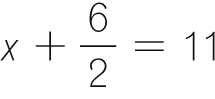 x + 6/2 = 11